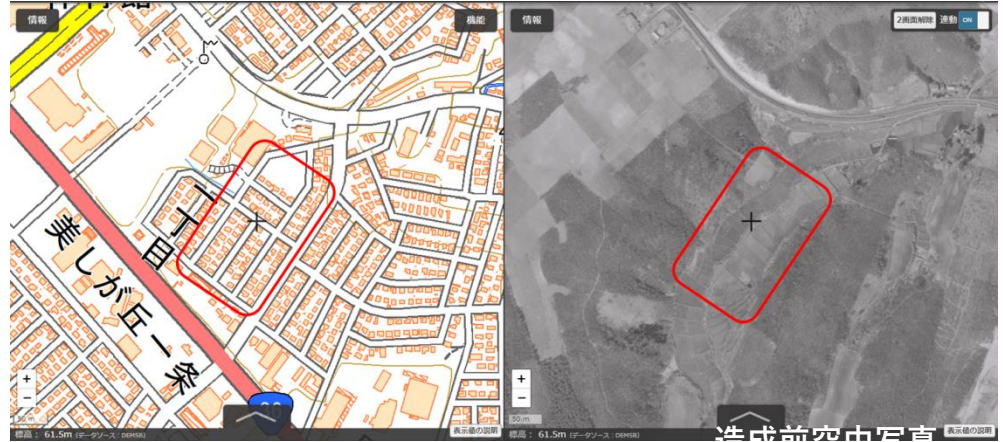 情報
機能
一丁目
美しが丘一条
+
−
50 m
標高： 61.5m (データソース：DEM5B)
表示値の説明
情報
2画面解除 連動 ON
+
−
50 m
標高： 61.5m (データソース：DEM5B)
表示値の説明
造成前空中写真